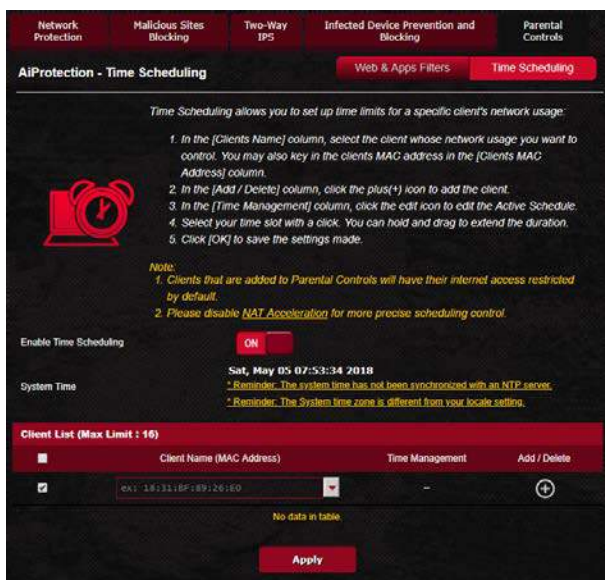 Network Protection
Malicious Sites Blocking
Two-Way IPS
Infected Device Prevention and Blocking
Parental Controls
AiProtection - Time Scheduling
Web & Apps Filters
Time Scheduling
Time Scheduling allows you to set up time limits for a specific client's network usage:
1. In the [Clients Name] column, select the client whose network usage you want to
control. You may also key in the clients MAC address in the [Clients MAC
Address] column.
2. In the [Add / Delete] column, click the plus(+) icon to add the client.
3. In the [Time Management] column, click the edit icon to edit the Active Schedule.
4. Select your time slot with a click. You can hold and drag to extend the duration.
5. Click [OK] to save the settings made.
Note:
1. Clients that are added to Parental Controls will have their internet access restricted
by default.
2. Please disable NAT Acceleration for more precise scheduling control.
Enable Time Scheduling
ON
System Time
Sat, May 05 07:53:34 2018
* Reminder: The system time has not been synchronized with an NTP server.
* Reminder: The System time zone is different from your locale setting.
Client List (Max Limit : 16)
Client Name (MAC Address)
Time Management
Add / Delete
ex: 18:31:BF:89:26:E0
-
No data in table.
Apply